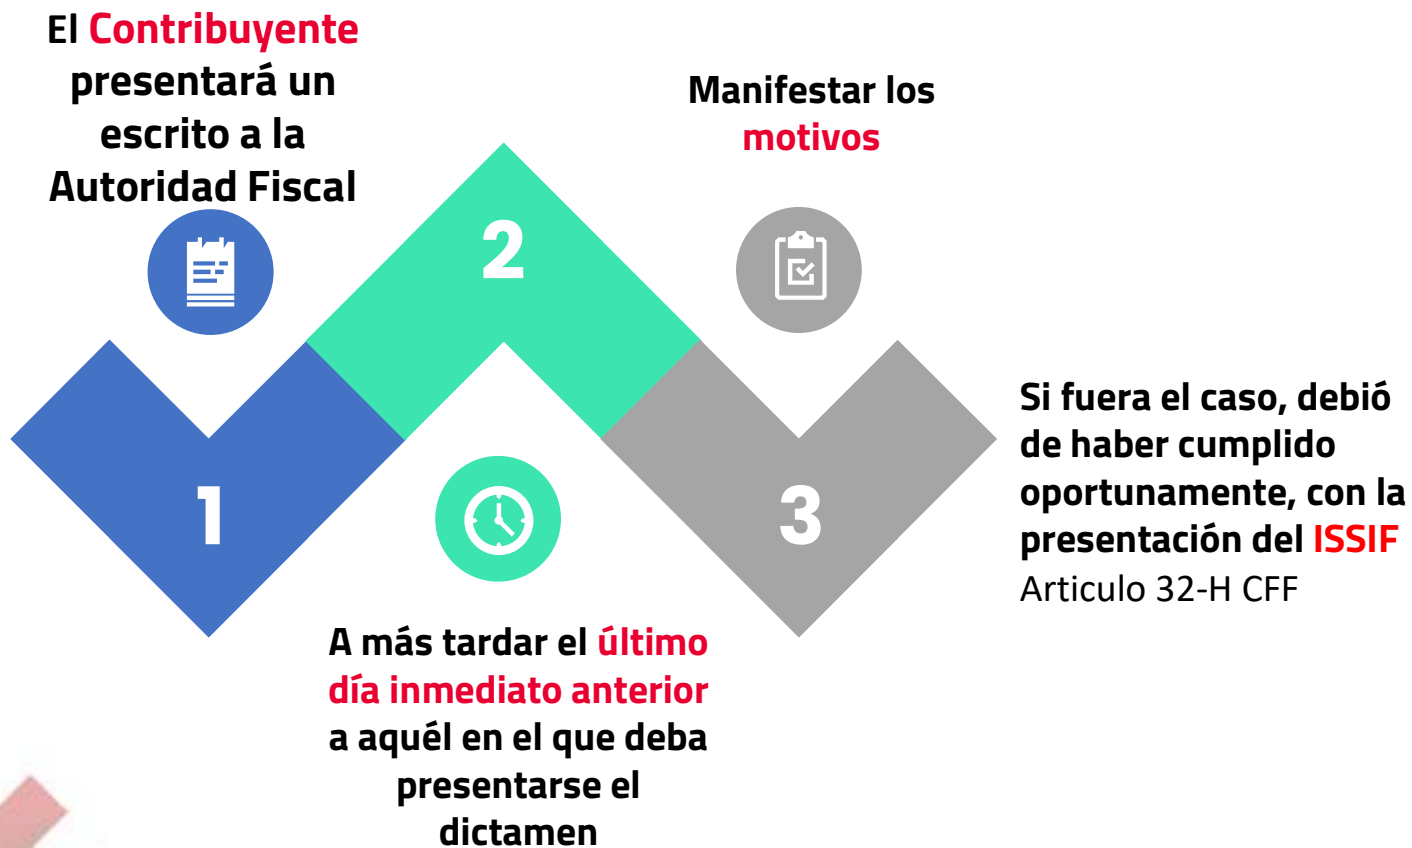 El Contribuyente
presentará un
escrito a la
Autoridad Fiscal
1
2
A más tardar el último
día inmediato anterior
a aquél en el que deba
presentarse el
dictamen
Manifestar los
motivos
3
Si fuera el caso, debió
de haber cumplido
oportunamente, con la
presentación del ISSIF
Articulo 32-H CFF